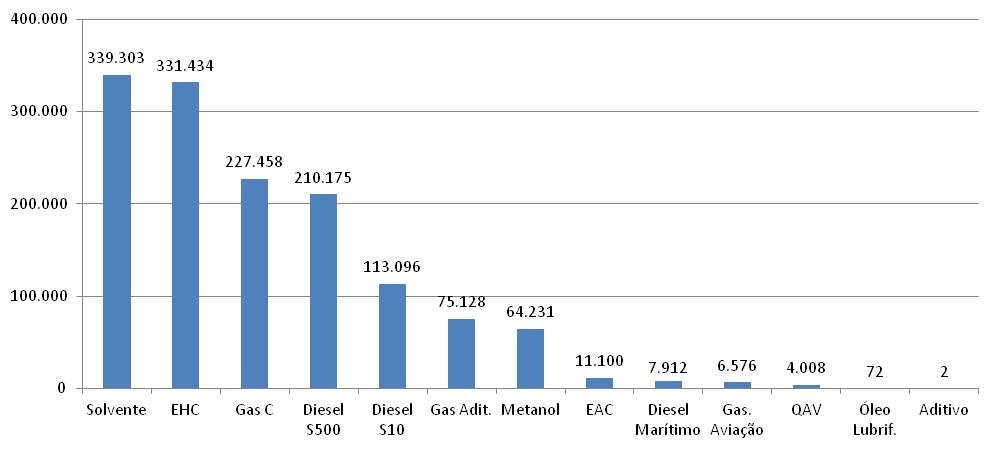 400.000
300.000
200.000
100.000
0
339.303
331.434
227.458
210.175
113.096
75.128
64.231
11.100
7.912
6.576
4.008
72
2
Solvente
EHC
Gas C
Diesel
S500
Diesel
S10
Gas Adit.
Metanol
EAC
Diesel
Marítimo
Gas.
Aviação
QAV
Óleo
Lubrif.
Aditivo